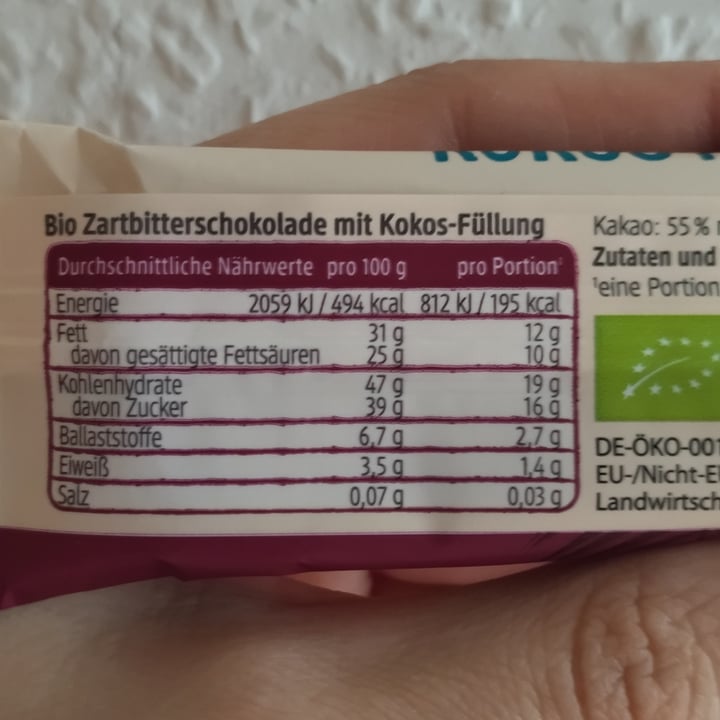 Bio Zartbitterschokolade mit Kokos-Füllung
Durchschnittliche Nährwerte pro 100 g pro Portion¹
Energie 2059 kJ / 494 kcal 812 kJ / 195 kcal
Fett 31 g 12 g
davon gesättigte Fettsäuren 25 g 10 g
Kohlenhydrate 47 g 19 g
davon Zucker 39 g 16 g
Ballaststoffe 6,7 g 2,7 g
Eiweiß 3,5 g 1,4 g
Salz 0,07 g 0,03 g
Kakao: 55 %
Zutaten und
¹eine Portion
DE-ÖKO-001
EU-/Nicht-E
Landwirtsch